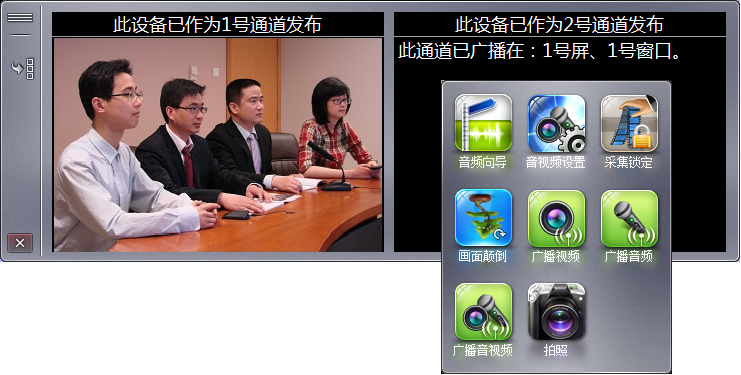 此设备已作为1号通道发布
此设备已作为2号通道发布
此通道已广播在：1号屏、1号窗口。
音频向导
音视频设置
采集锁定
画面颠倒
广播视频
广播音频
广播音视频
拍照